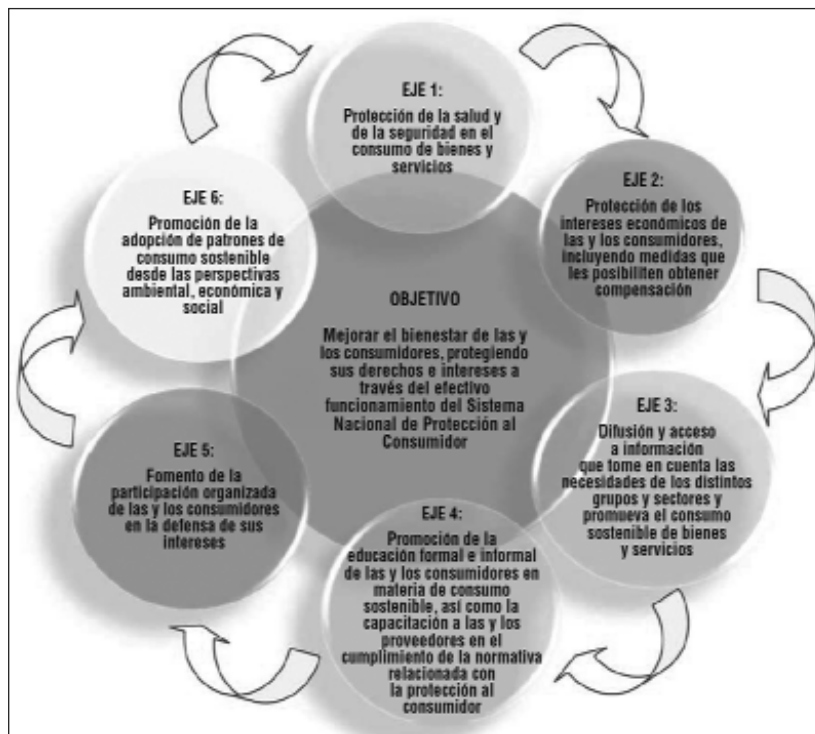 EJE 1:
Protección de la salud y
de la seguridad en el
consumo de bienes y
servicios
EJE 2:
Protección de los
intereses económicos de
las y los consumidores,
incluyendo medidas que
les posibiliten obtener
compensación
EJE 3:
Difusión y acceso
a información
que tome en cuenta las
necesidades de los distintos
grupos y sectores y
promueva el consumo
sostenible de bienes
y servicios
EJE 4:
Promoción de la
educación formal e informal
de las y los consumidores en
materia de consumo
sostenible, así como la
capacitación a las y los
proveedores en el
cumplimiento de la normativa
relacionada con
la protección al
consumidor
EJE 5:
Fomento de la
participación organizada
de las y los consumidores
en la defensa de sus
intereses
EJE 6:
Promoción de la
adopción de patrones de
consumo sostenible
desde las perspectivas
ambiental, económica y
social
OBJETIVO
Mejorar el bienestar de las y
los consumidores, protegiendo
sus derechos e intereses a
través del efectivo
funcionamiento del Sistema
Nacional de Protección al
Consumidor